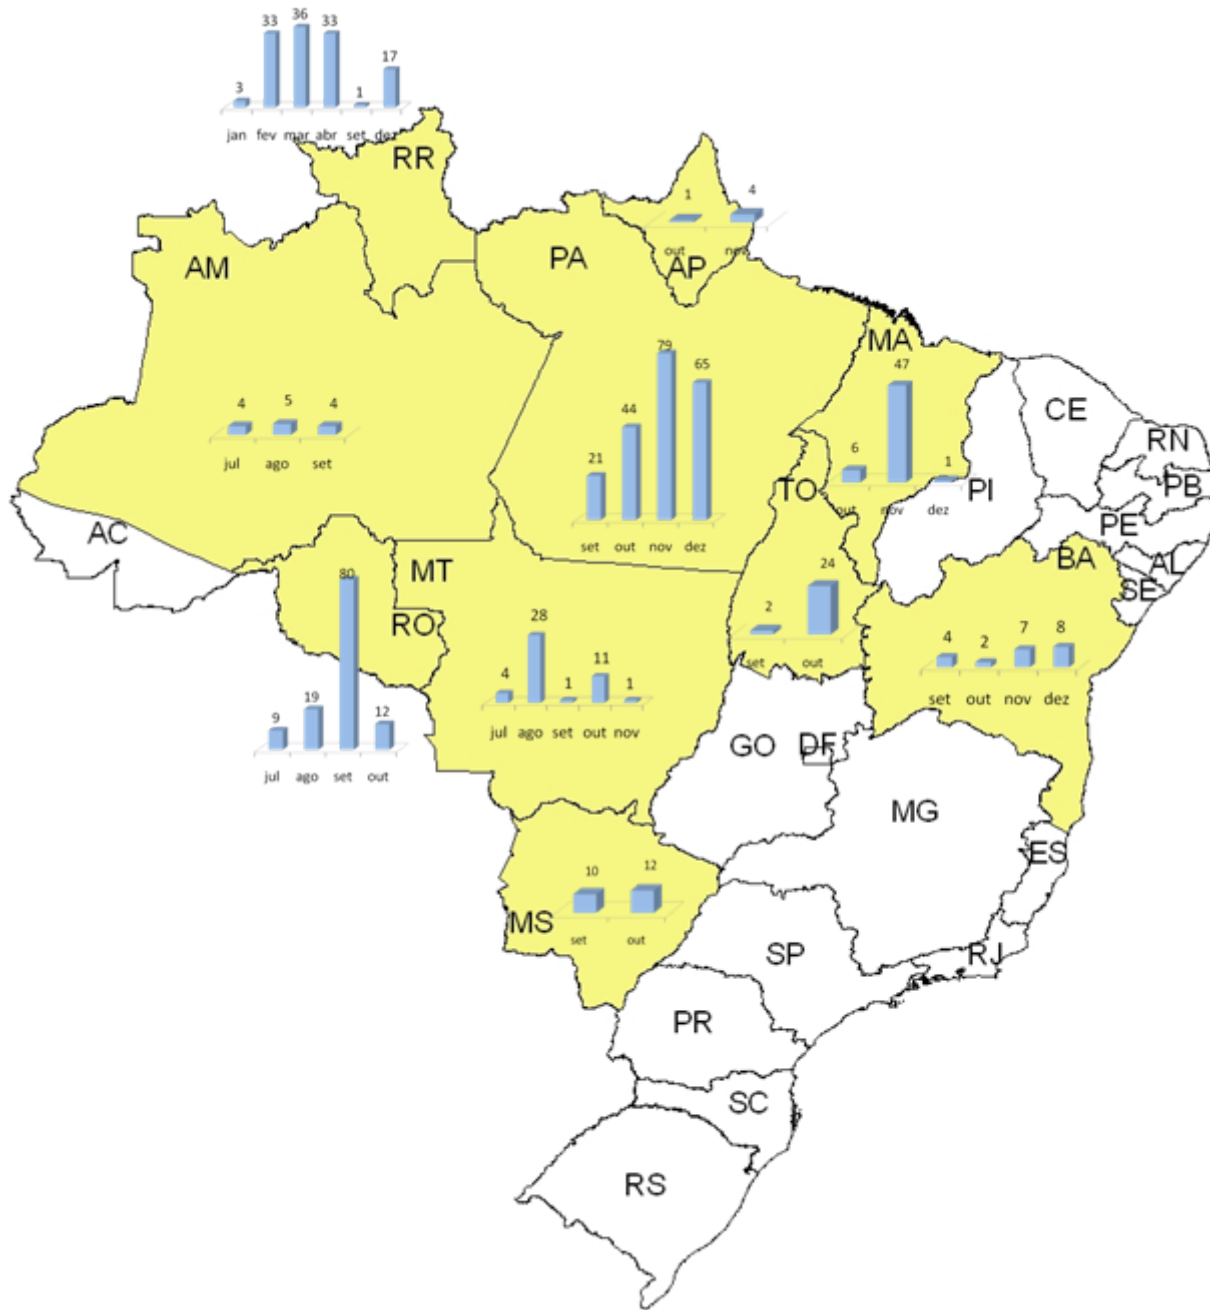 33 36 33
17
3 1
jan fev mar abr set dez
RR
1 4
out nov
AP
PA
AM
MA
47
6 1
out nov dez
79
65
44
21
set out nov dez
4 5 4
jul ago set
CE
RN
PB
PI
PE
TO
AC
BA
AL
SE
MT
RO
80
19
9 12
jul ago set out
28
11
4 1 1
jul ago set out nov
24
2
set out
4 2 7 8
set out nov dez
GO
DF
MG
ES
10 12
set out
MS
SP
RJ
PR
SC
RS